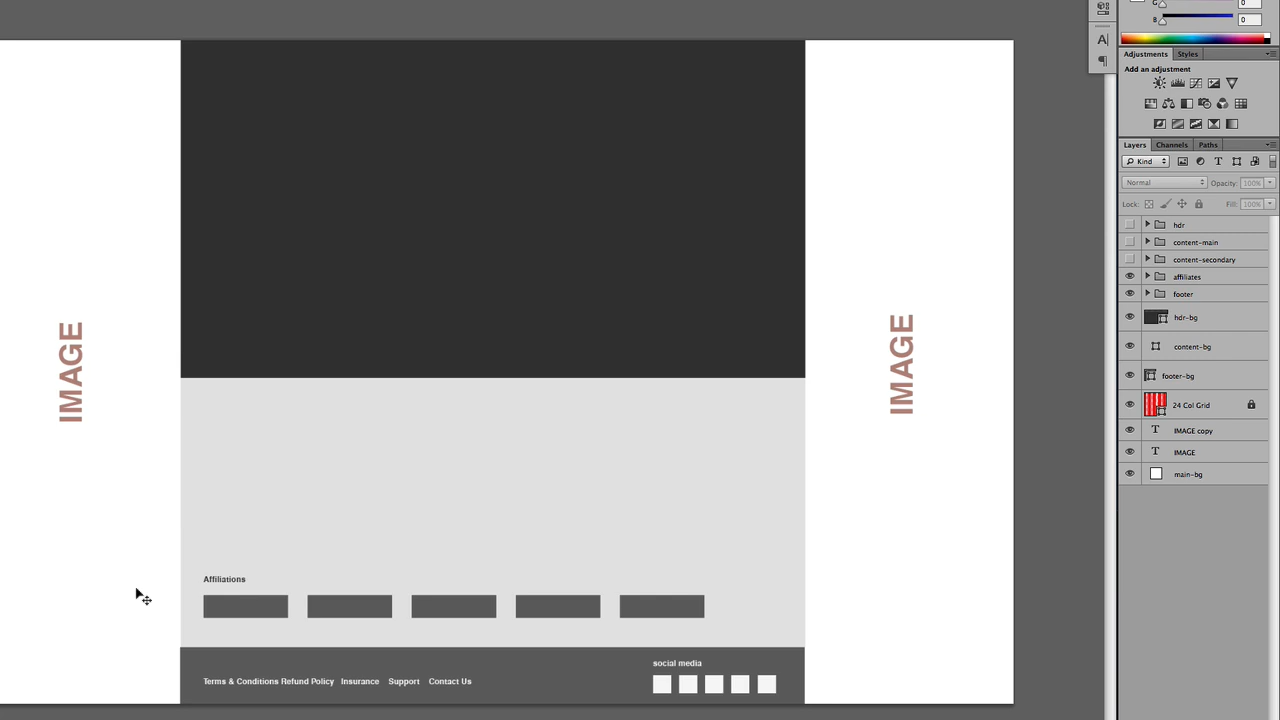 G 0
B 0
A|
Adjustments Styles
Add an adjustment
Layers Channels Paths
Kind T
Normal Opacity: 100%
Lock: Fill: 100%
hdr
content-main
content-secondary
affiliates
footer
hdr-bg
content-bg
footer-bg
24 Col Grid
T IMAGE copy
T IMAGE
main-bg
IMAGE
IMAGE
Affiliations
social media
Terms & Conditions Refund Policy Insurance Support Contact Us